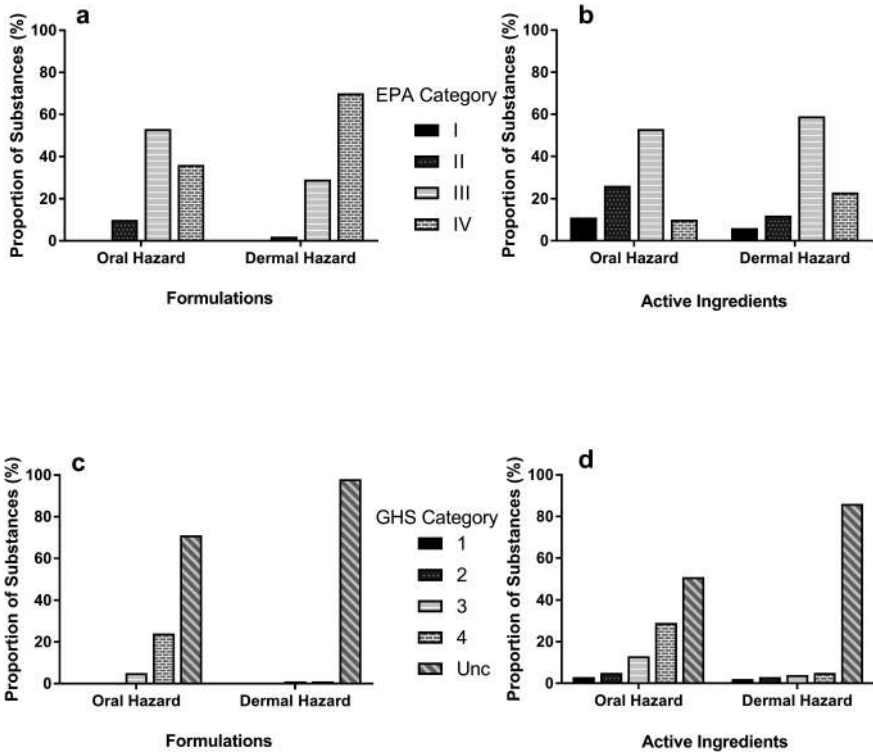 a
Proportion of Substances (%)
100
80
60
40
20
0
Oral Hazard Dermal Hazard
Formulations
EPA Category
I
II
III
IV
b
Proportion of Substances (%)
100
80
60
40
20
0
Oral Hazard Dermal Hazard
Active Ingredients
c
Proportion of Substances (%)
100
80
60
40
20
0
Oral Hazard Dermal Hazard
Formulations
GHS Category
1
2
3
4
Unc
d
Proportion of Substances (%)
100
80
60
40
20
0
Oral Hazard Dermal Hazard
Active Ingredients